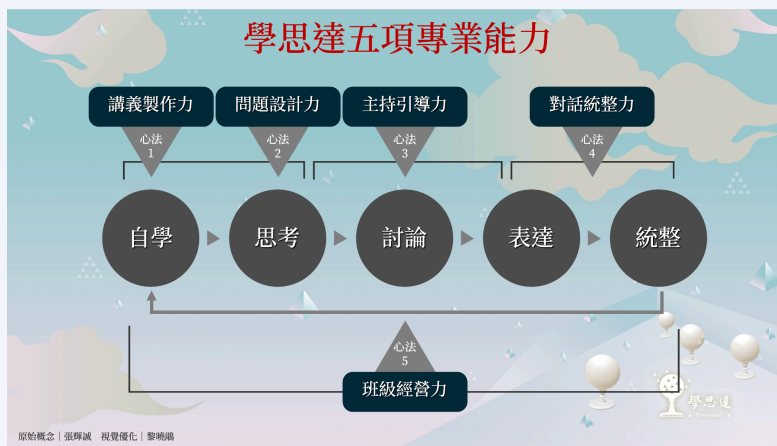 學思達五項專業能力
講義製作力
問題設計力
主持引導力
對話統整力
心法
1
心法
2
心法
3
心法
4
自學
思考
討論
表達
統整
心法
5
班級經營力
學思達
原始概念｜張輝誠 視覺優化｜黎曉鵑